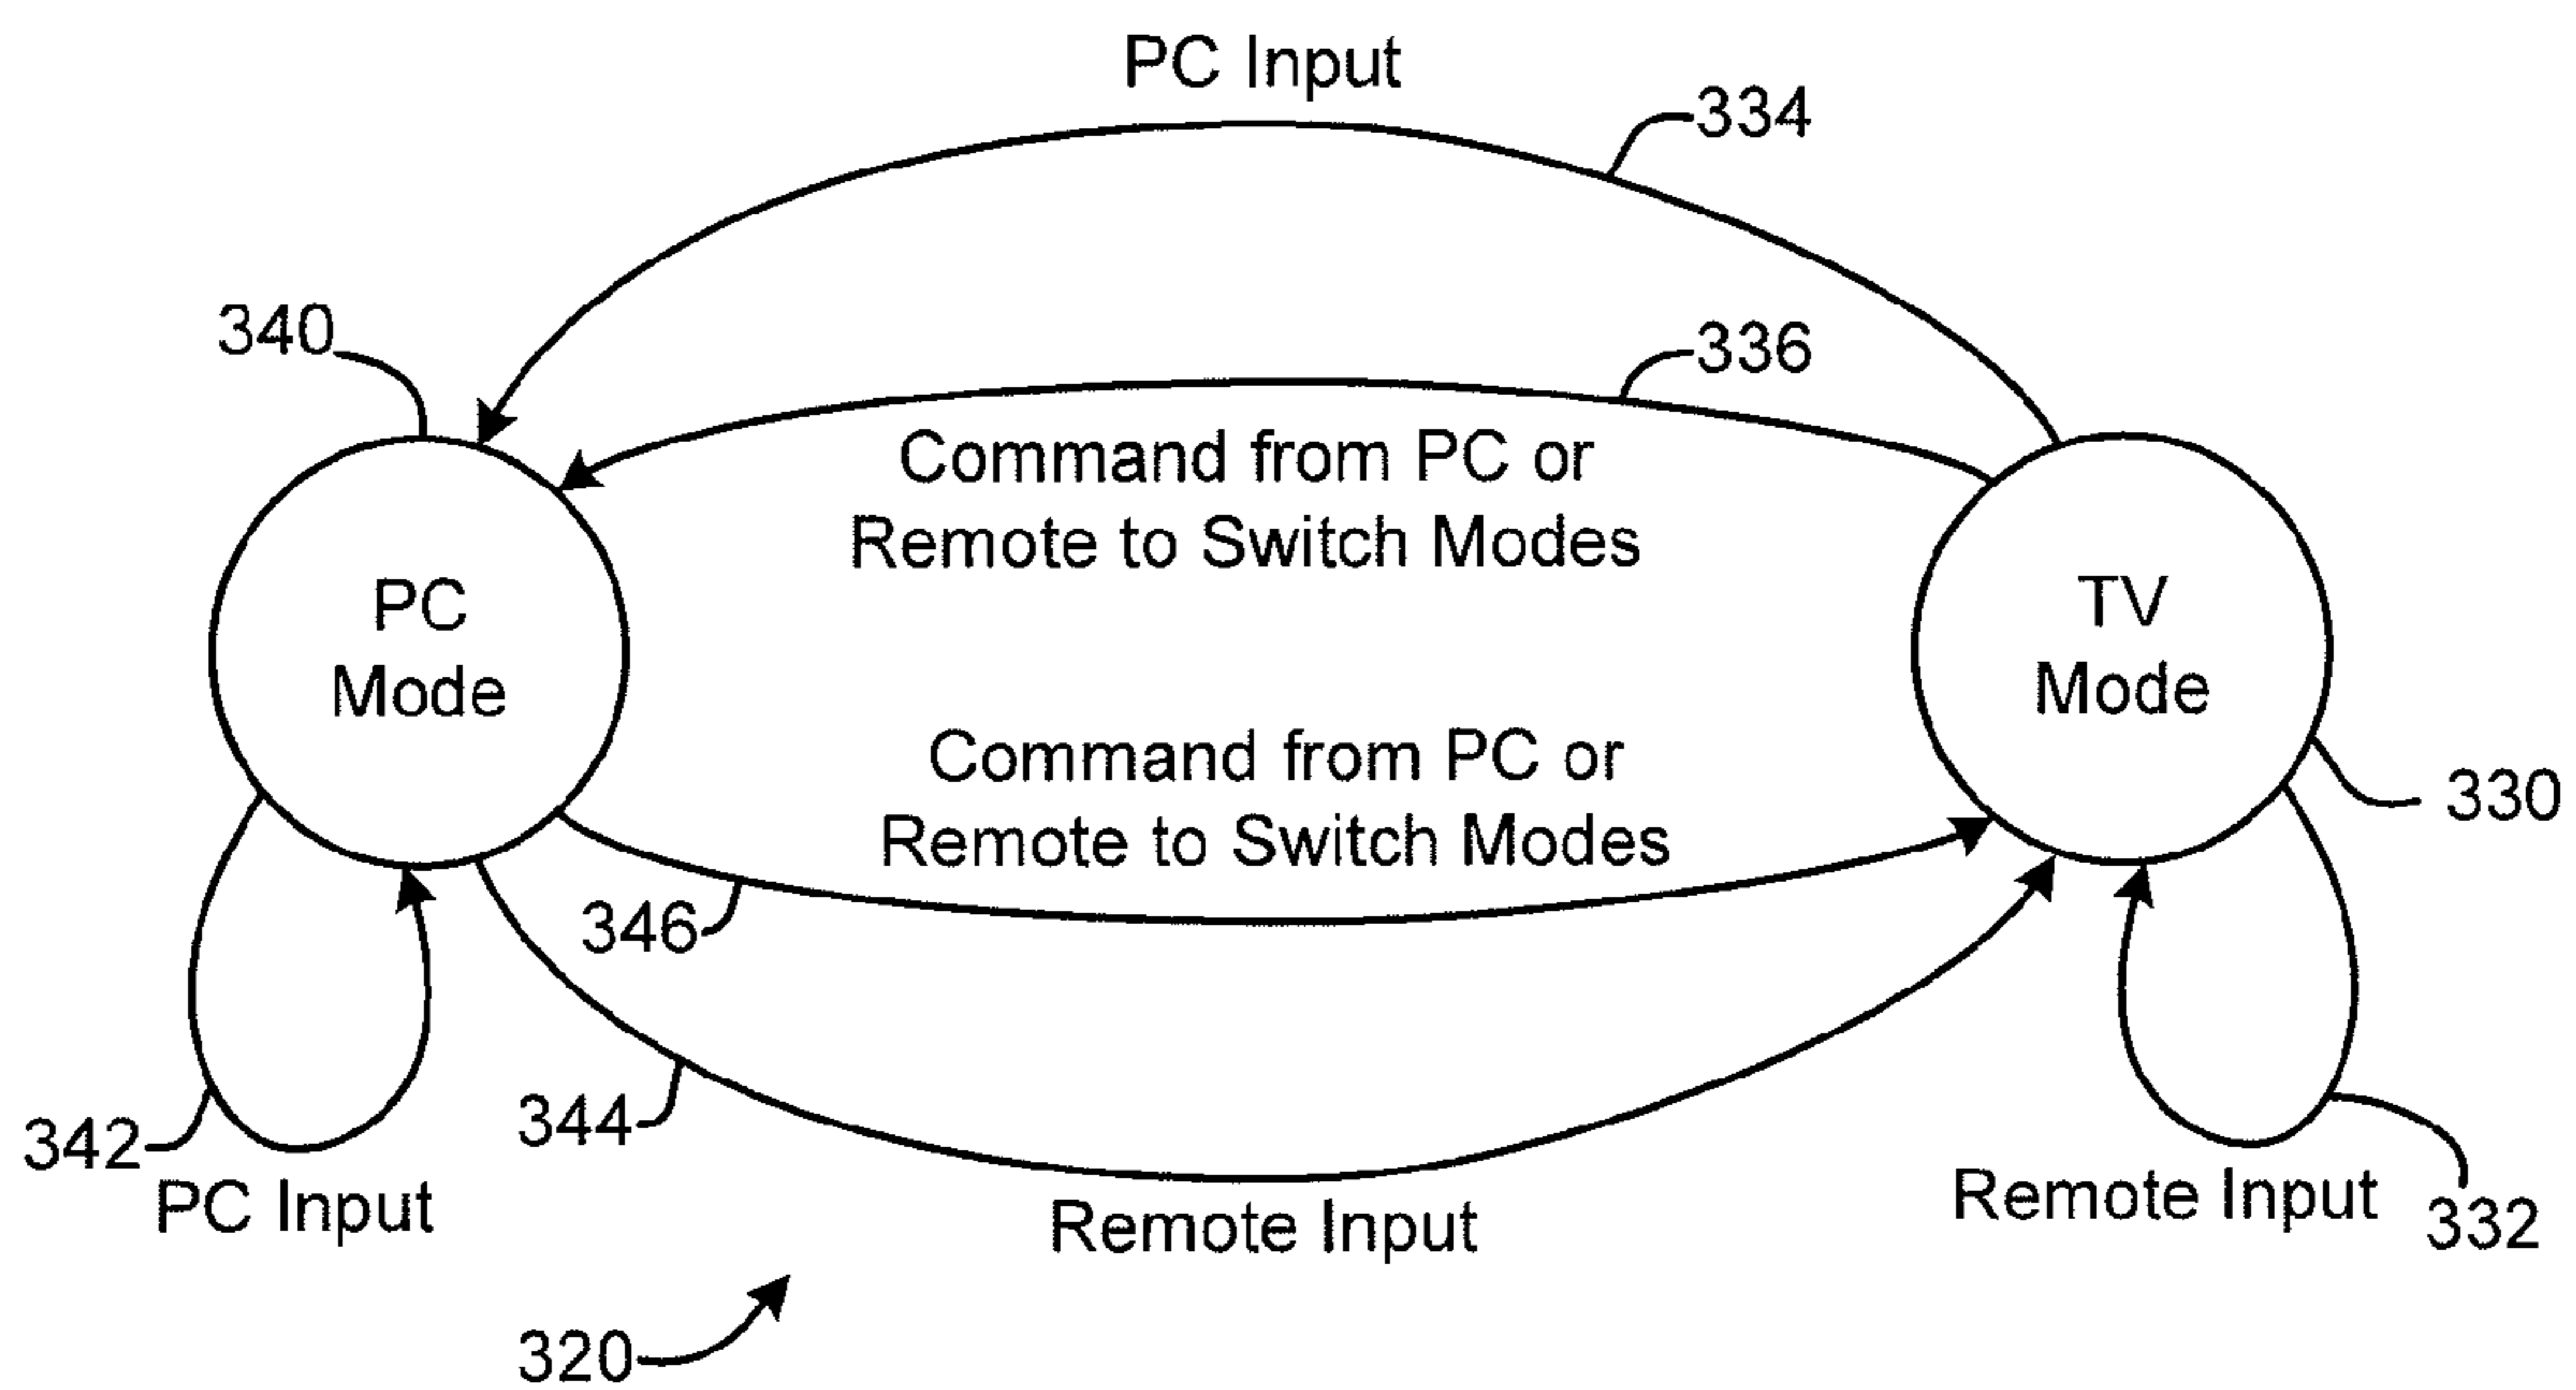 PC Input
334
340
336
Command from PC or
Remote to Switch Modes
PC
Mode
TV
Mode
Command from PC or
Remote to Switch Modes
330
346
344
342
PC Input
Remote Input
Remote Input
332
320